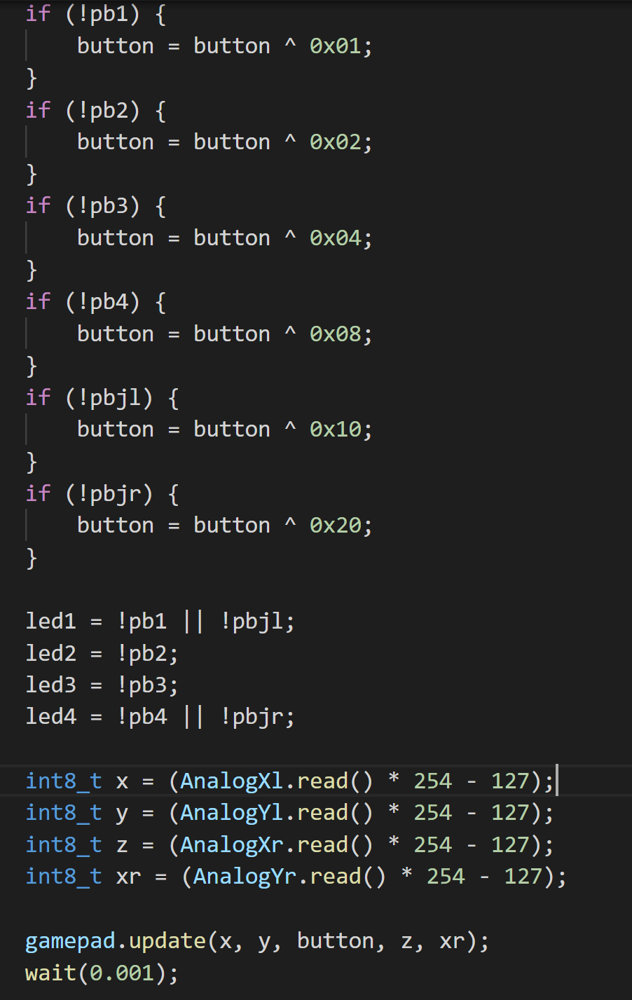 if (!pb1) {
    button = button ^ 0x01;
}
if (!pb2) {
    button = button ^ 0x02;
}
if (!pb3) {
    button = button ^ 0x04;
}
if (!pb4) {
    button = button ^ 0x08;
}
if (!pbjl) {
    button = button ^ 0x10;
}
if (!pbjr) {
    button = button ^ 0x20;
}

led1 = !pb1 || !pbjl;
led2 = !pb2;
led3 = !pb3;
led4 = !pb4 || !pbjr;

int8_t x = (AnalogXl.read() * 254 - 127);
int8_t y = (AnalogYl.read() * 254 - 127);
int8_t z = (AnalogXr.read() * 254 - 127);
int8_t xr = (AnalogYr.read() * 254 - 127);

gamepad.update(x, y, button, z, xr);
wait(0.001);